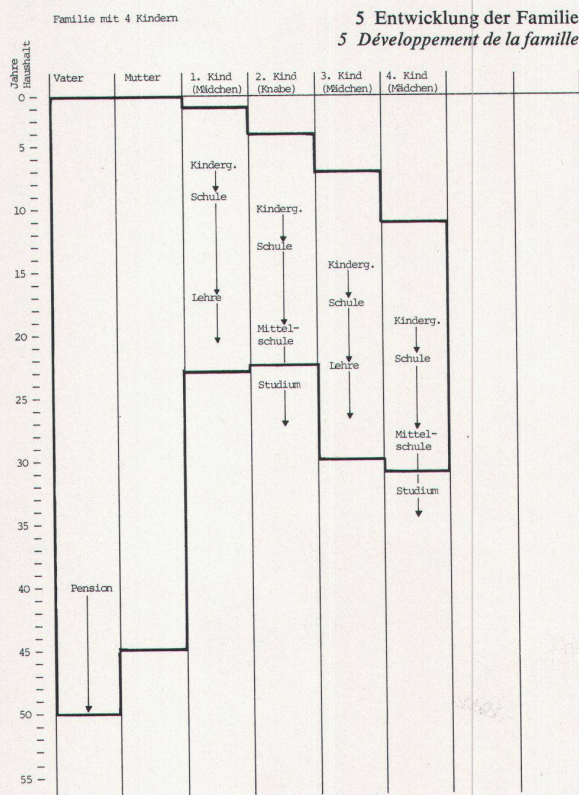 Familie mit 4 Kindern
5 Entwicklung der Familie
5 Développement de la famille
Jahre
Haushalt
Vater
Mutter
1. Kind
(Mädchen)
2. Kind
(Knabe)
3. Kind
(Mädchen)
4. Kind
(Mädchen)
0
5
10
15
20
25
30
35
40
45
50
55
Kinderg.
Schule
Lehre
Kinderg.
Schule
Mittel-
schule
Studium
Kinderg.
Schule
Lehre
Kinderg.
Schule
Mittel-
schule
Studium
Pension